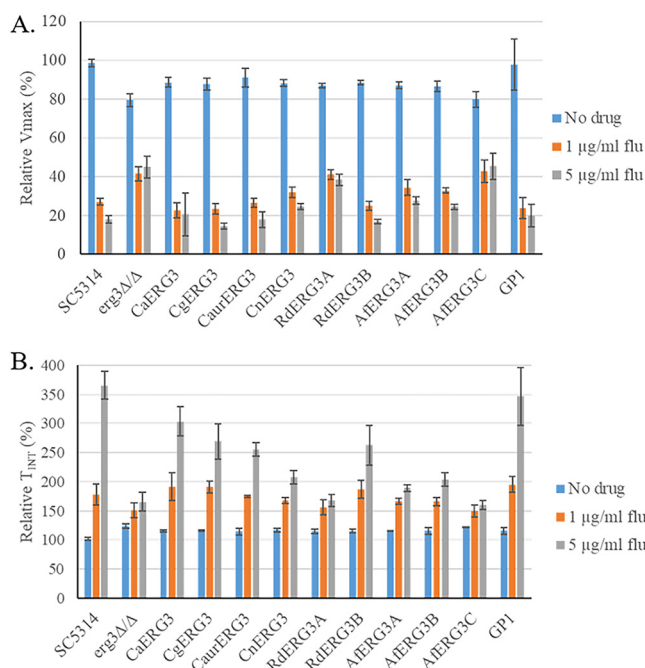 A.
Relative Vmax (%)
120
100
80
60
40
20
0
No drug
1 µg/ml flu
5 µg/ml flu
SC5314
erg3Δ/Δ
CaERG3
CgERG3
CaurERG3
CnERG3
RdERG3A
RdERG3B
AfERG3A
AfERG3B
AfERG3C
GP1
B.
Relative TINT (%)
400
350
300
250
200
150
100
50
0
No drug
1 µg/ml flu
5 µg/ml flu
SC5314
erg3Δ/Δ
CaERG3
CgERG3
CaurERG3
CnERG3
RdERG3A
RdERG3B
AfERG3A
AfERG3B
AfERG3C
GP1